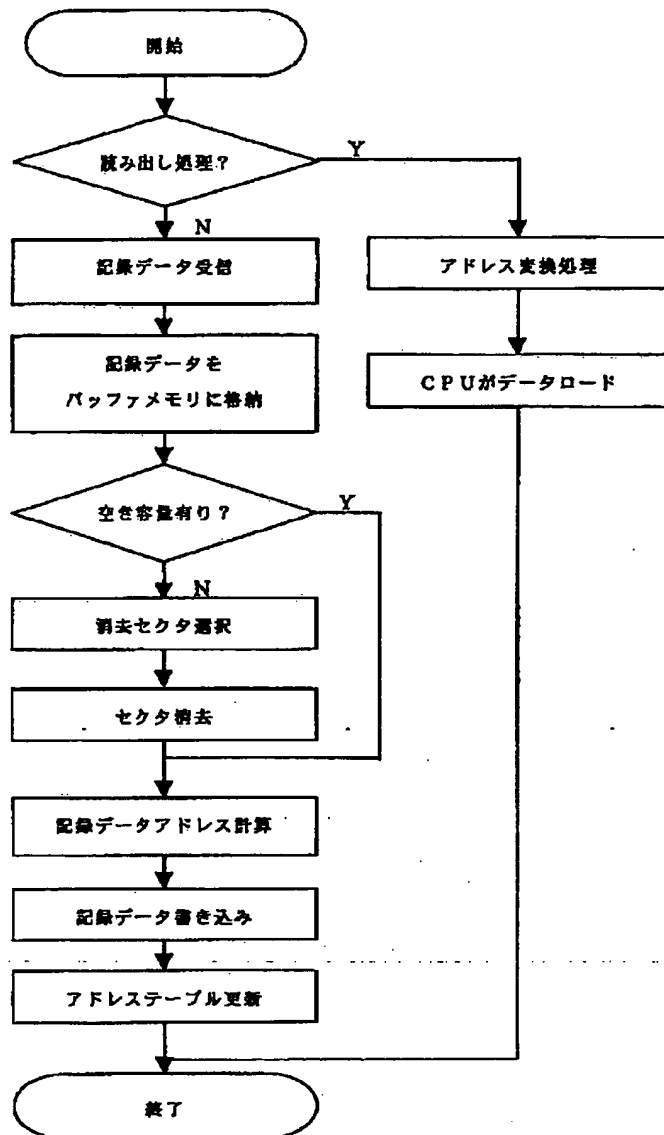 開始
読み出し処理？
Y
N
記録データ受信
アドレス変換処理
記録データを
バッファメモリに格納
CPUがデータロード
空き容量有り？
Y
N
消去セクタ選択
セクタ消去
記録データアドレス計算
記録データ書き込み
アドレステーブル更新
終了